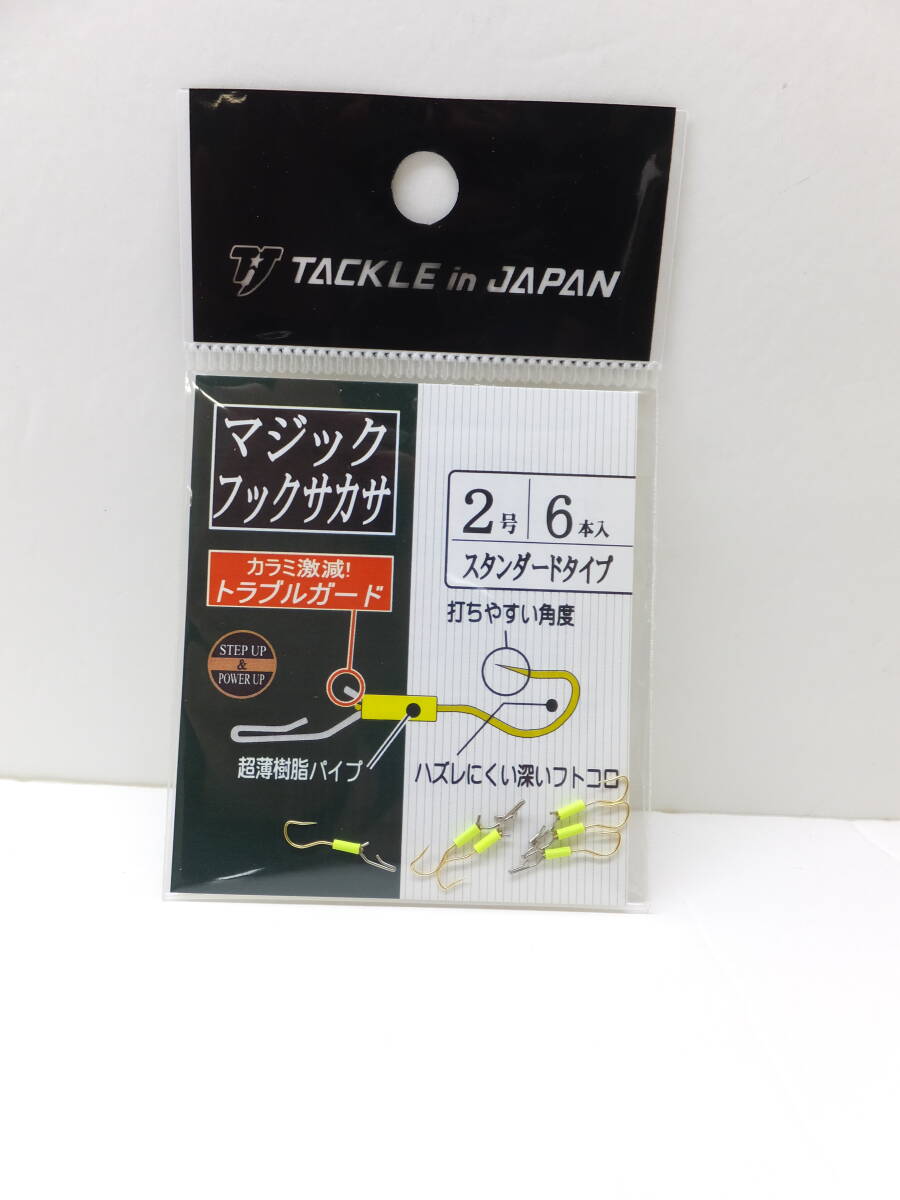 TACKLE in JAPAN
マジック
フックサカサ
2号 6本入
スタンダードタイプ
カラミ激減!
トラブルガード
打ちやすい角度
STEP UP
&
POWER UP
超薄樹脂パイプ
ハズレにくい深いフトコロ